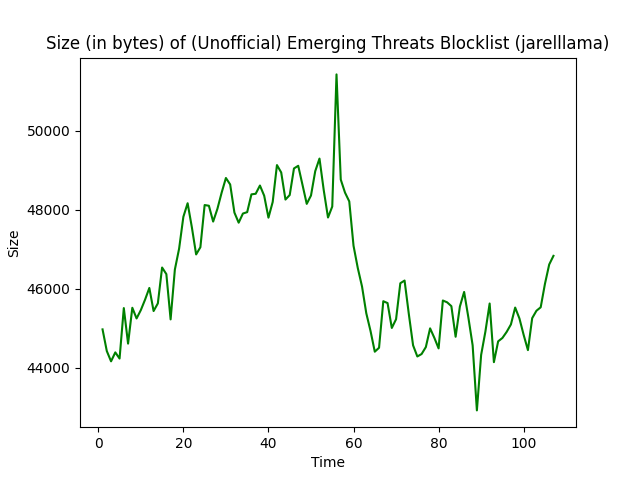 Size (in bytes) of (Unofficial) Emerging Threats Blocklist (jarelllama)
50000
48000
46000
44000
Size
0 20 40 60 80 100
Time